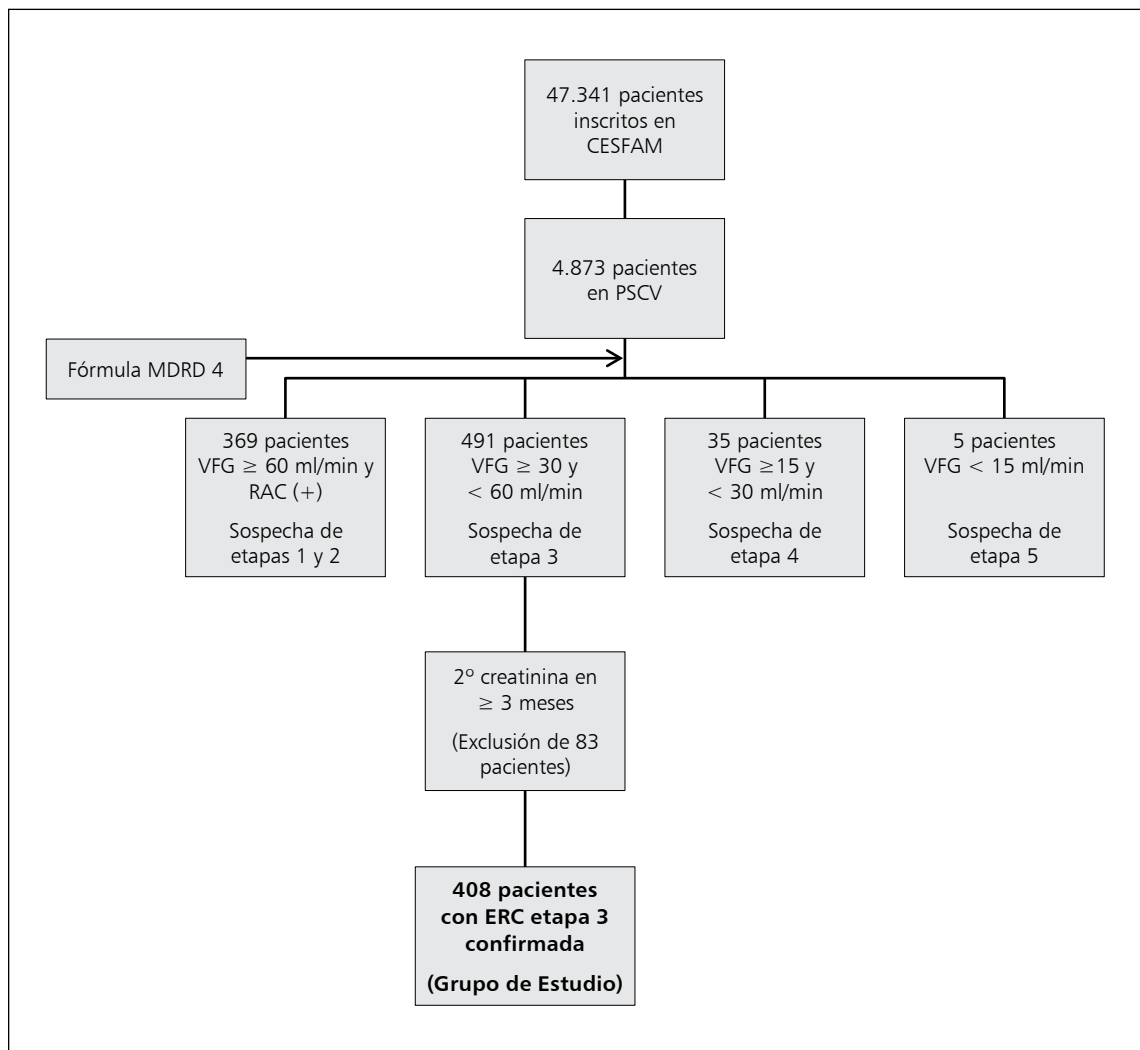 47.341 pacientes
inscritos en
CESFAM
4.873 pacientes
en PSCV
Fórmula MDRD 4
369 pacientes
VFG ≥ 60 ml/min y
RAC (+)
Sospecha de
etapas 1 y 2
491 pacientes
VFG ≥ 30 y
< 60 ml/min
Sospecha de
etapa 3
35 pacientes
VFG ≥15 y
< 30 ml/min
Sospecha de
etapa 4
5 pacientes
VFG < 15 ml/min
Sospecha de
etapa 5
2º creatinina en
≥ 3 meses
(Exclusión de 83
pacientes)
408 pacientes
con ERC etapa 3
confirmada
(Grupo de Estudio)